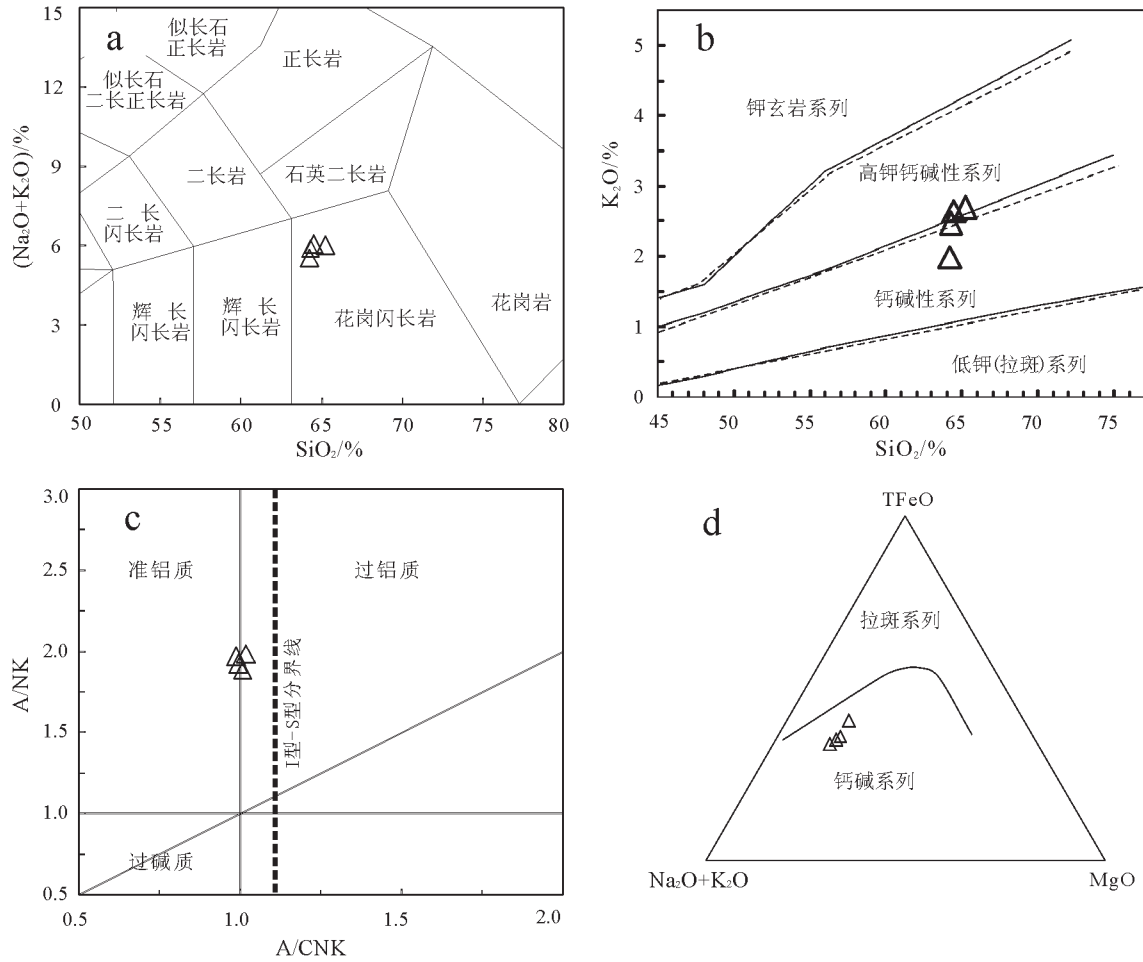 a
15
12
9
6
3
0
(Na₂O+K₂O)/%
似长石
正长岩
正长岩
似长石
二长正长岩
二长岩
石英二长岩
二 长
闪长岩
辉 长
闪长岩
辉 长
闪长岩
花岗闪长岩
花岗岩
50
55
60
65
70
75
80
SiO₂/%
b
5
4
3
2
1
0
K₂O/%
钾玄岩系列
高钾钙碱性系列
钙碱性系列
低钾(拉斑)系列
45
50
55
60
65
70
75
SiO₂/%
c
3.0
2.5
2.0
1.5
1.0
0.5
A/NK
准铝质
过铝质
I型-S型分界线
过碱质
0.5
1.0
1.5
2.0
A/CNK
d
TFeO
拉斑系列
钙碱系列
Na₂O+K₂O
MgO